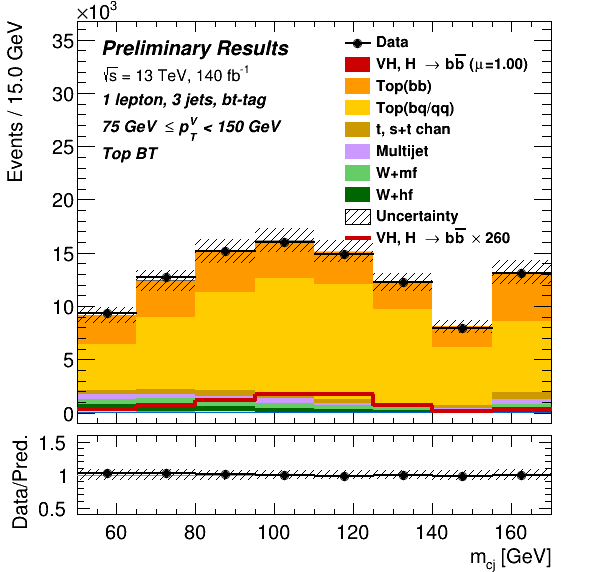 ×10³
Events / 15.0 GeV
35
30
25
20
15
10
5
0
Preliminary Results
√s = 13 TeV, 140 fb⁻¹
1 lepton, 3 jets, bt-tag
75 GeV ≤ p_T^V < 150 GeV
Top BT
Data
VH, H → bb̅ (μ=1.00)
Top(bb)
Top(bq/qq)
t, s+t chan
Multijet
W+mf
W+hf
Uncertainty
VH, H → bb̅ × 260
Data/Pred.
1.5
1
0.5
60 80 100 120 140 160
m_cj [GeV]